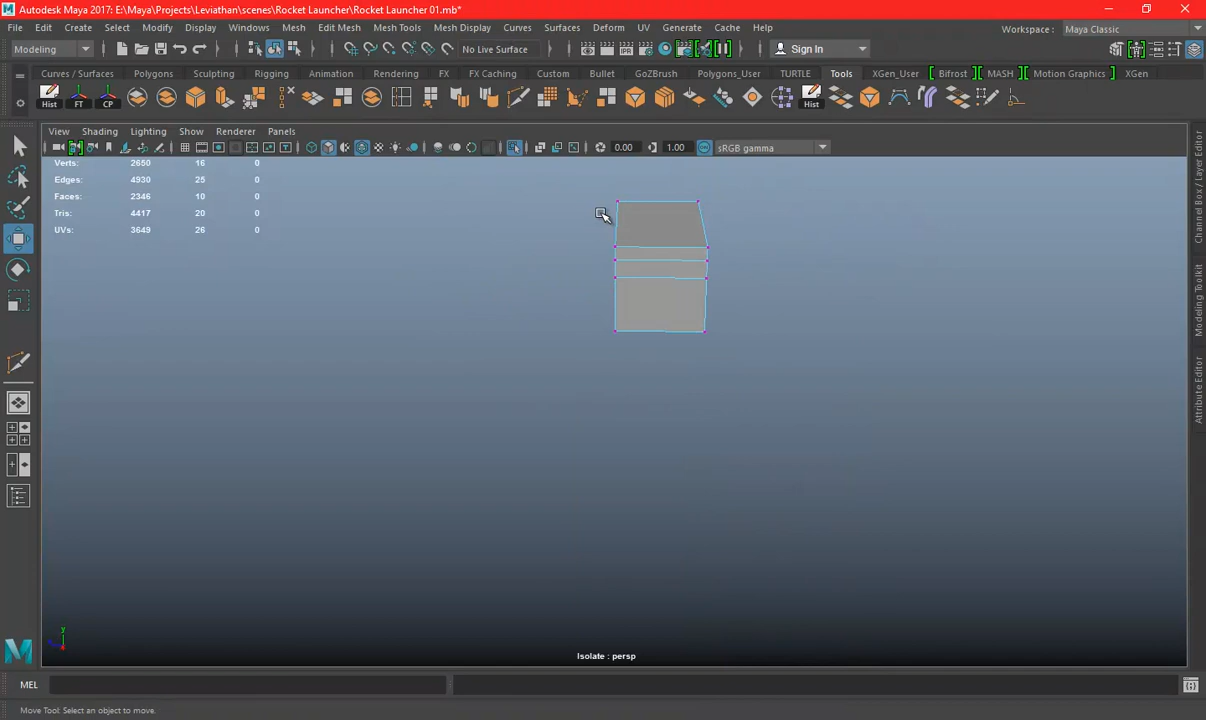 Autodesk Maya 2017: E:\Maya\Projects\Leviathan\scenes\Rocket Launcher\Rocket Launcher 01.mb*
File Edit Create Select Modify Display Windows Mesh Edit Mesh Mesh Tools Mesh Display Curves Surfaces Deform UV Generate Cache Help Workspace : Maya Classic
Modeling No Live Surface Sign In
Curves / Surfaces Polygons Sculpting Rigging Animation Rendering FX FX Caching Custom Bullet GoZBrush Polygons_User TURTLE Tools XGen_User Bifrost MASH Motion Graphics XGen
Hist FT CP Hist
View Shading Lighting Show Renderer Panels
0.00 1.00 sRGB gamma
Verts: 2650 16 0
Edges: 4930 25 0
Faces: 2346 10 0
Tris: 4417 20 0
UVs: 3649 26 0
Channel Box / Layer Editor
Modeling Toolkit
Attribute Editor
y
Isolate : persp
MEL
Move Tool: Select an object to move.